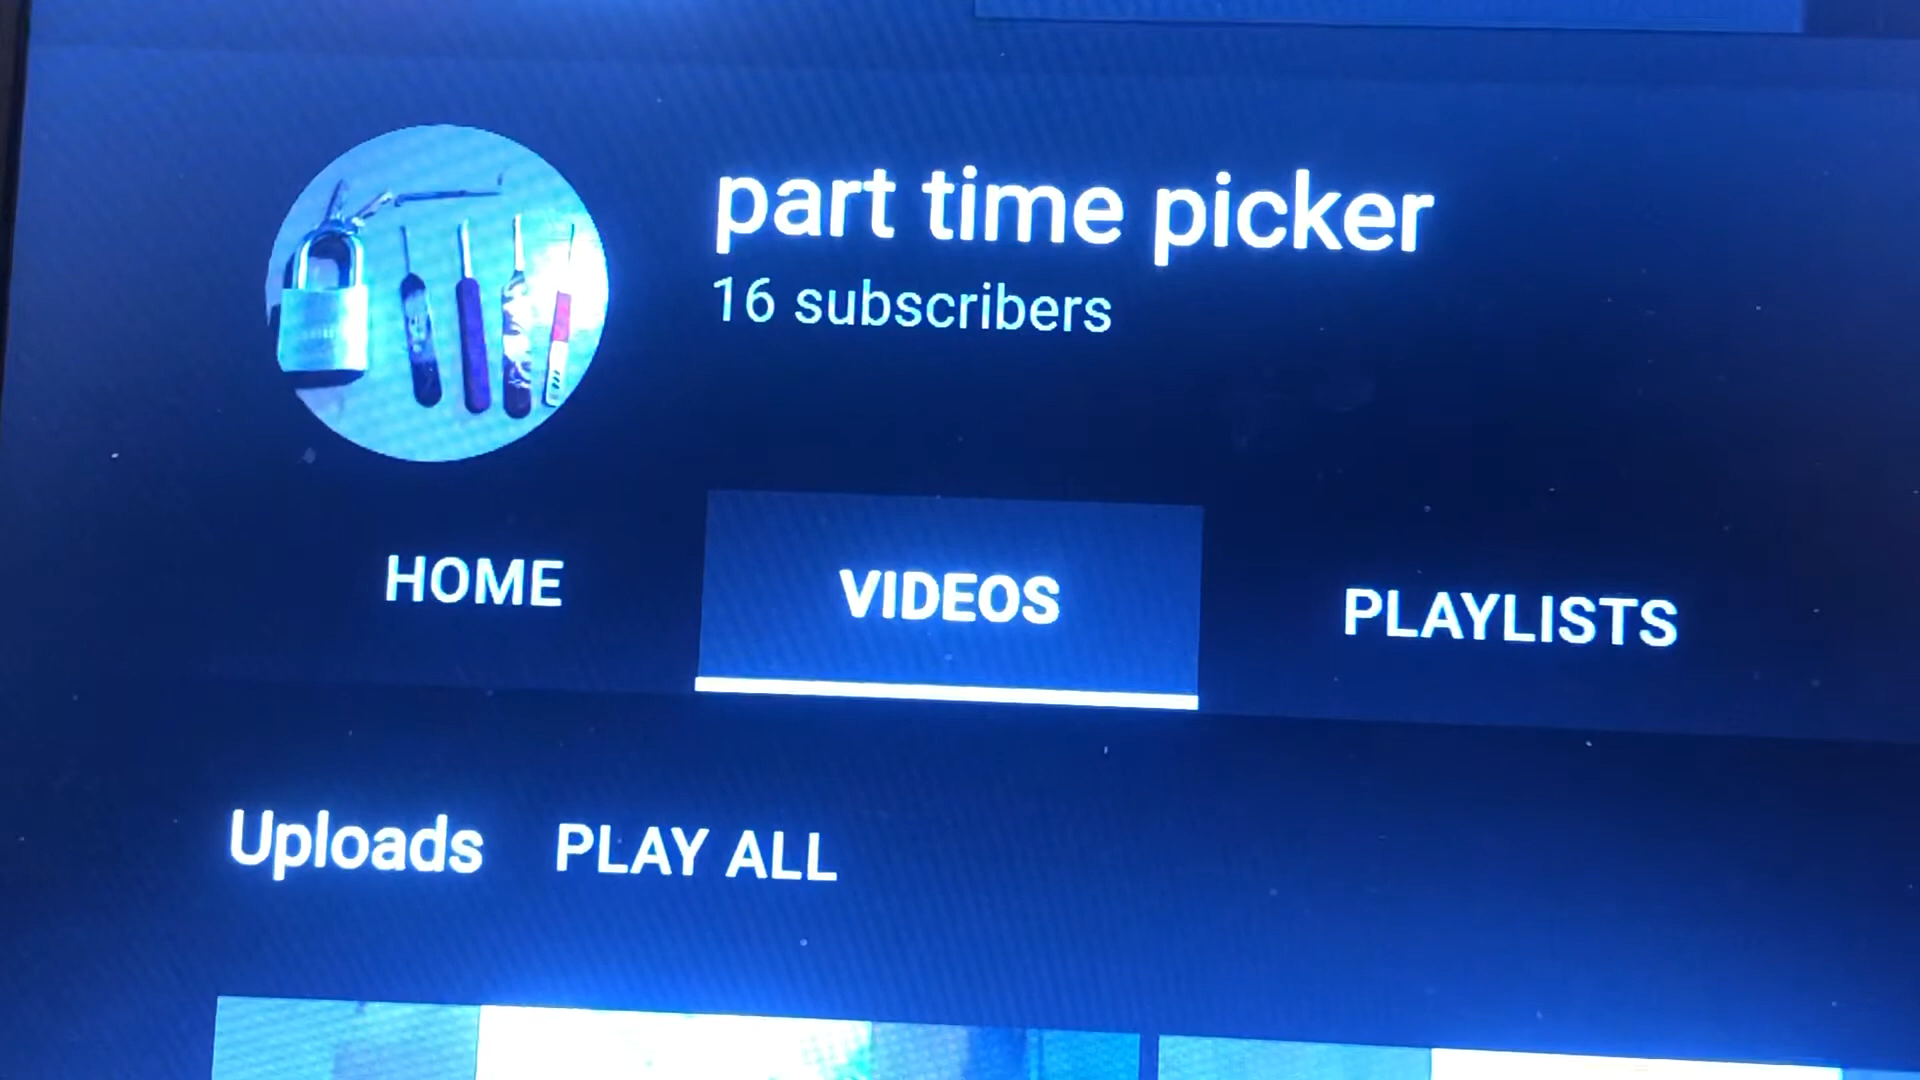 part time picker
16 subscribers
HOME
VIDEOS
PLAYLISTS
Uploads
PLAY ALL